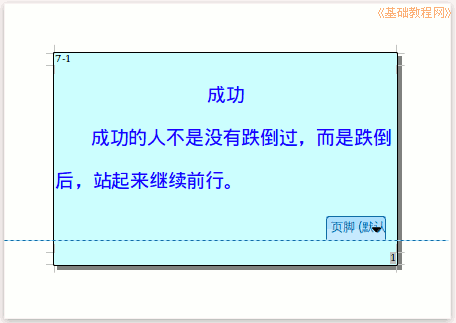 《基础教程网》
7-1
成功
成功的人不是没有跌倒过，而是跌倒
后，站起来继续前行。
页脚 (默认
1